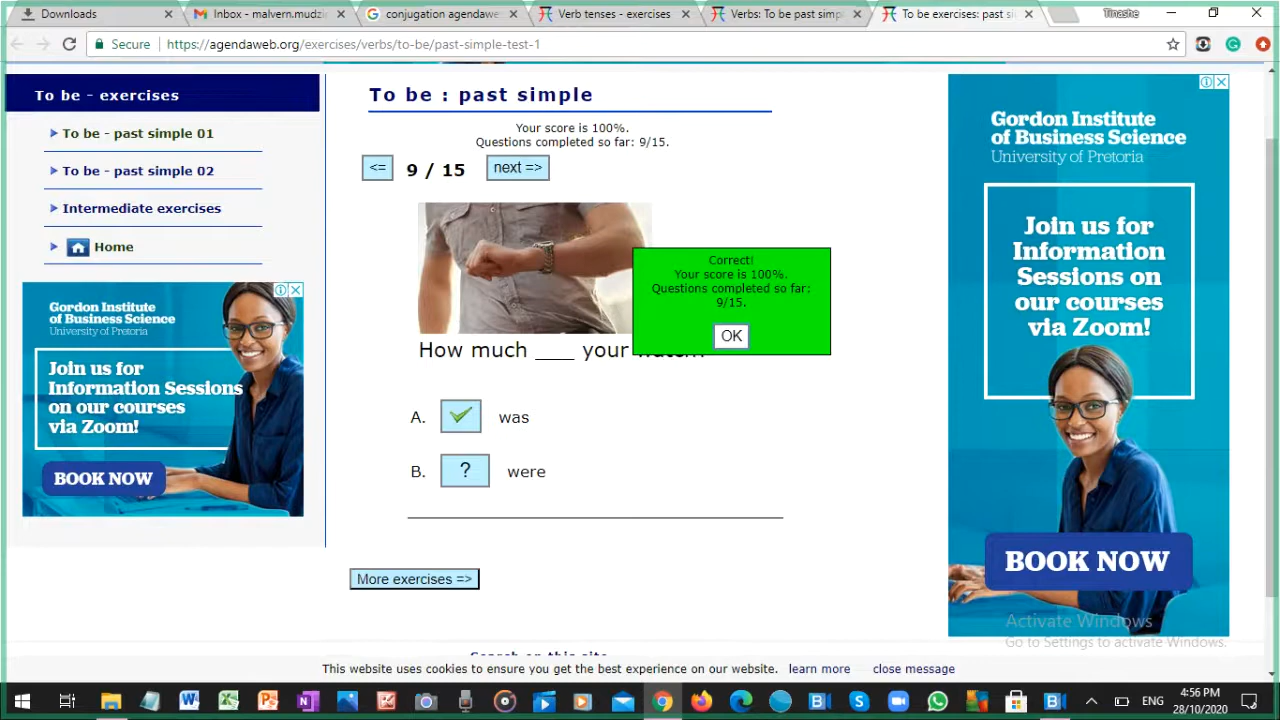 Downloads
Inbox - malvern.mudzin
conjugation agendawe
Verb tenses - exercises
Verbs: To be past simp
To be exercises: past si
Tinashe
Secure
https://agendaweb.org/exercises/verbs/to-be/past-simple-test-1
To be - exercises
To be - past simple 01
To be - past simple 02
Intermediate exercises
Home
Gordon Institute
of Business Science
University of Pretoria
Join us for
Information Sessions
on our courses
via Zoom!
BOOK NOW
To be : past simple
Your score is 100%.
Questions completed so far: 9/15.
<=
9 / 15
next =>
Correct!
Your score is 100%.
Questions completed so far:
9/15.
OK
How much ____ your
A. was
B. ? were
More exercises =>
Gordon Institute
of Business Science
University of Pretoria
Join us for
Information
Sessions on
our courses
via Zoom!
BOOK NOW
Activate Windows
Go to Settings to activate Windows.
Search on this site
This website uses cookies to ensure you get the best experience on our website.
learn more
close message
ENG
4:56 PM
28/10/2020